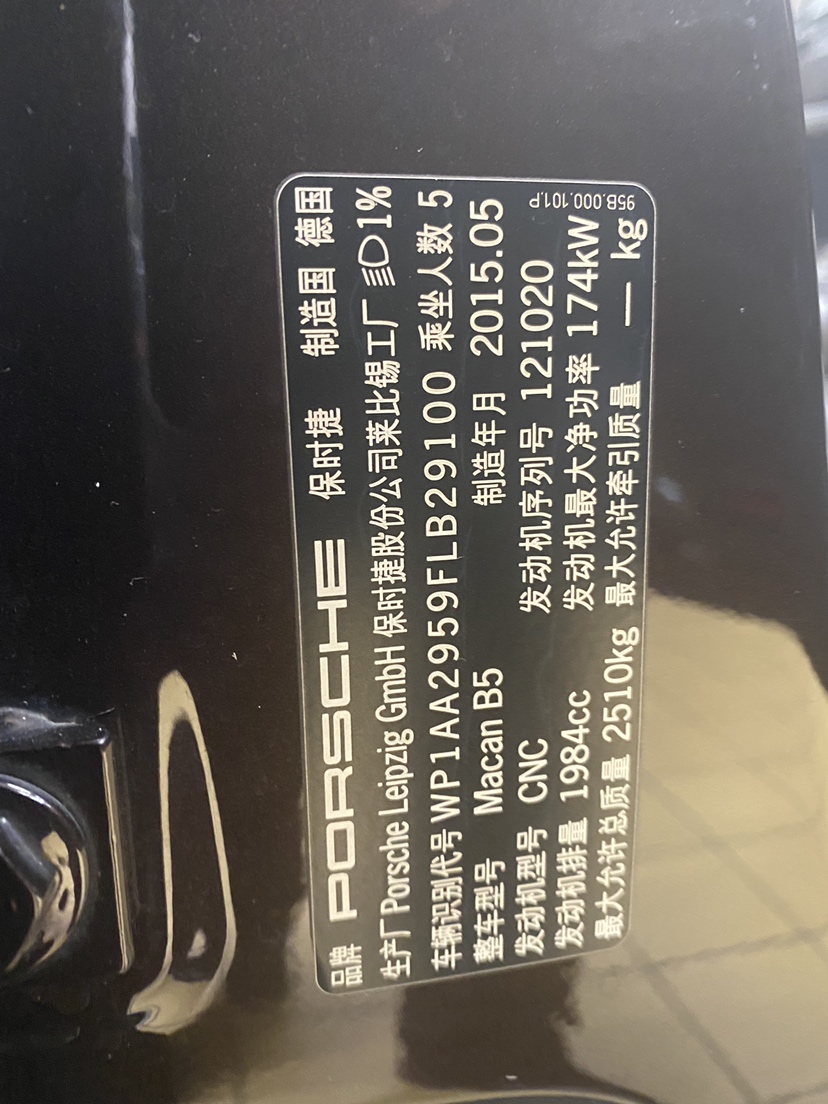 品牌 PORSCHE 保时捷 制造国 德国
生产厂 Porsche Leipzig GmbH 保时捷股份公司莱比锡工厂 1%
车辆识别代号 WP1AA2959FLB29100 乘坐人数 5
整车型号 Macan B5 制造年月 2015.05
发动机型号 CNC 发动机序列号 121020
发动机排量 1984cc 发动机最大净功率 174kW
最大允许总质量 2510kg 最大允许牵引质量 — kg
95B.000.101.P